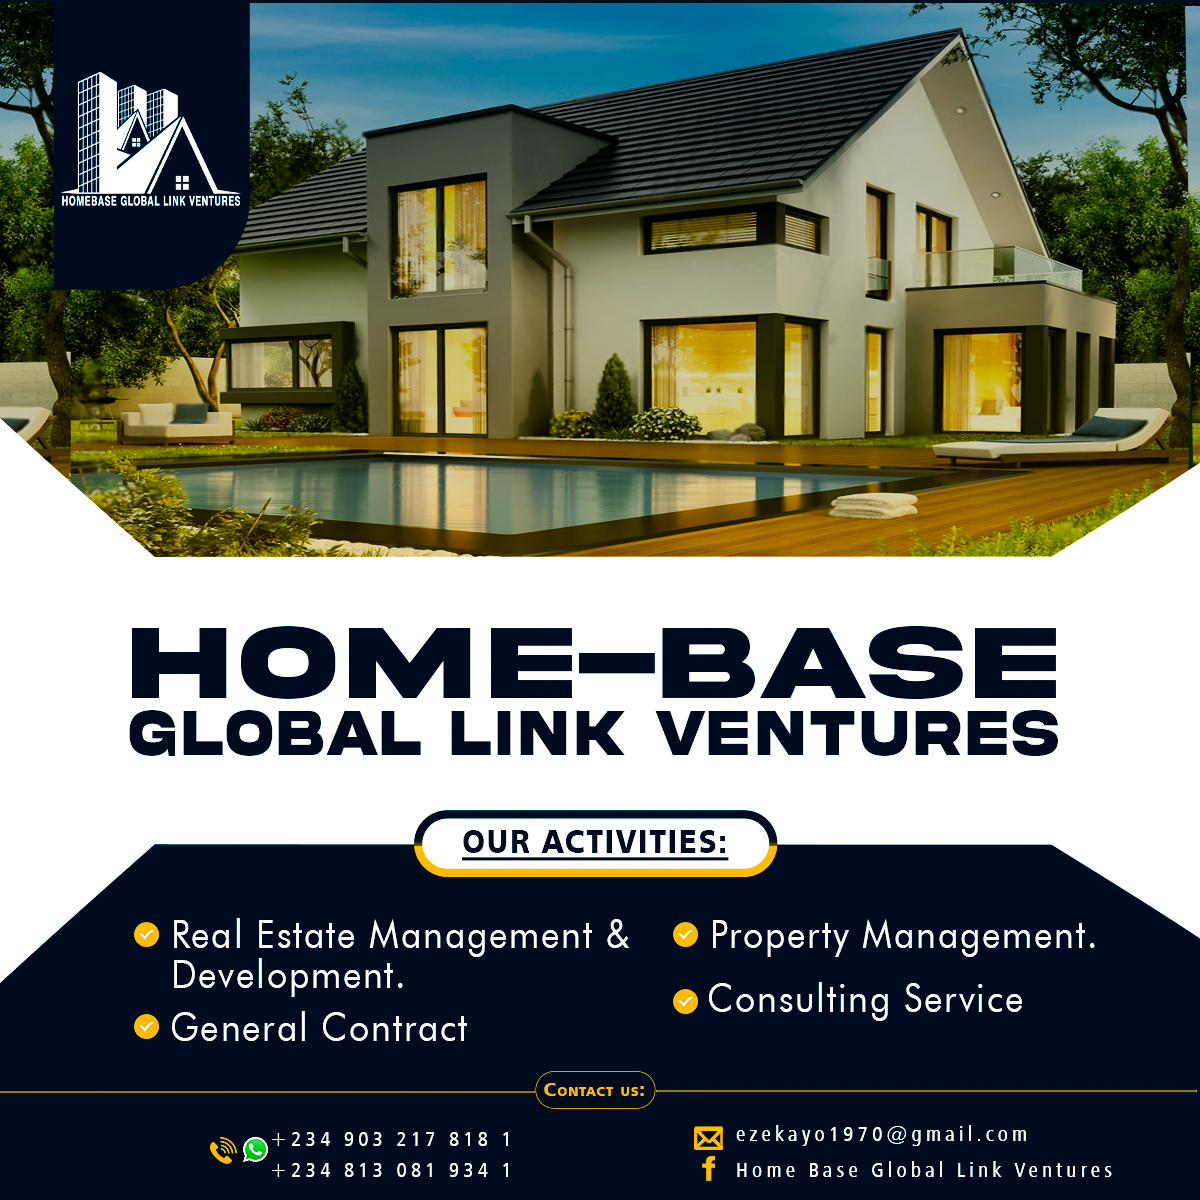 HOMEBASE GLOBAL LINK VENTURES
HOME-BASE
GLOBAL LINK VENTURES
OUR ACTIVITIES:
Real Estate Management &
Development.
General Contract
Property Management.
Consulting Service
Contact us:
+234 903 217 818 1
+234 813 081 934 1
ezekayo1970@gmail.com
Home Base Global Link Ventures